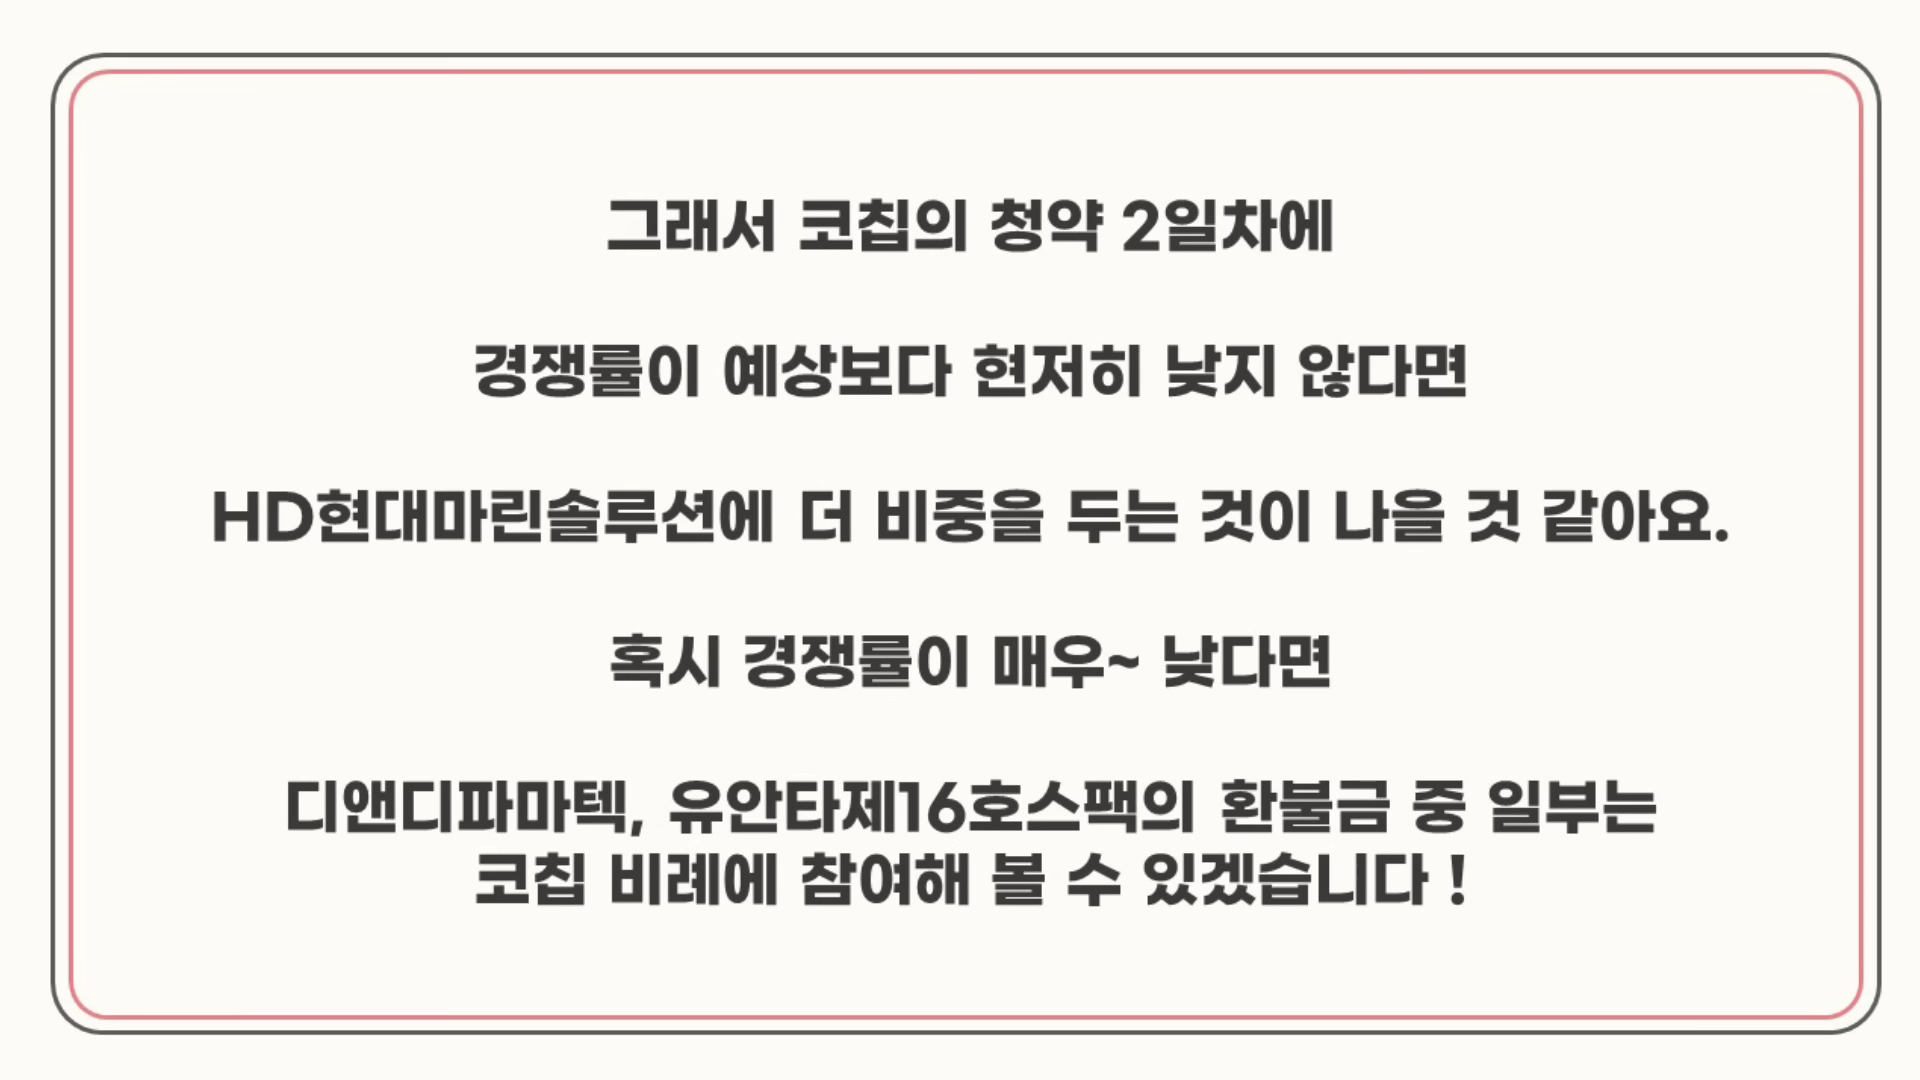 그래서 코칩의 청약 2일차에
경쟁률이 예상보다 현저히 낮지 않다면
HD현대마린솔루션에 더 비중을 두는 것이 나을 것 같아요.
혹시 경쟁률이 매우~ 낮다면
디앤디파마텍, 유안타제16호스팩의 환불금 중 일부는
코칩 비례에 참여해 볼 수 있겠습니다 !